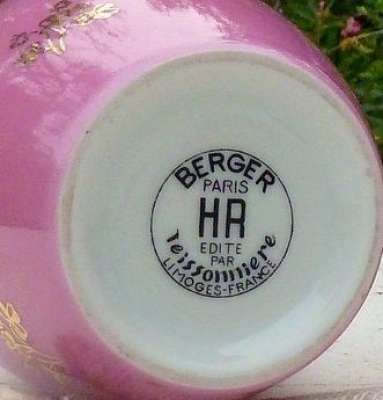 BERGER
PARIS
HR
EDITE
PAR
Teissonniere
LIMOGES-FRANCE